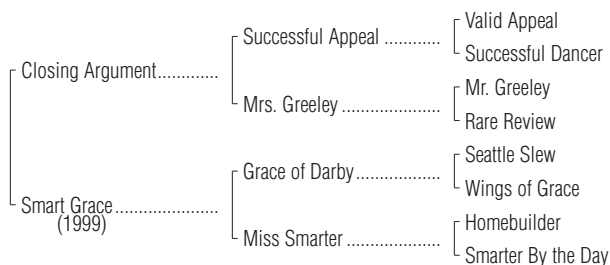 Valid Appeal
Successful Appeal ............
Successful Dancer
Closing Argument.............
Mr. Greeley
Mrs. Greeley .....................
Rare Review
Seattle Slew
Grace of Darby..................
Wings of Grace
Smart Grace ......................
(1999)
Homebuilder
Miss Smarter ....................
Smarter By the Day